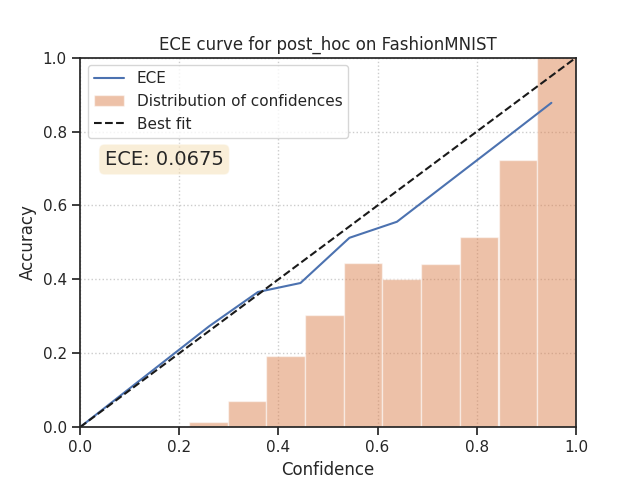 ECE curve for post_hoc on FashionMNIST
1.0
ECE
Distribution of confidences
Best fit
0.8
ECE: 0.0675
0.6
Accuracy
0.4
0.2
0.0
0.0 0.2 0.4 0.6 0.8 1.0
Confidence